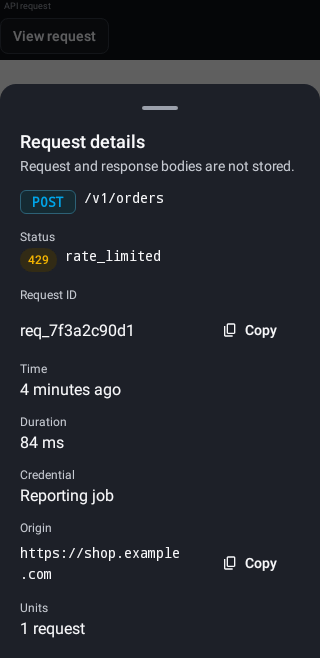 API request
View request
Request details
Request and response bodies are not stored.
POST /v1/orders
Status
429 rate_limited
Request ID
req_7f3a2c90d1 Copy
Time
4 minutes ago
Duration
84 ms
Credential
Reporting job
Origin
https://shop.example
.com
Copy
Units
1 request